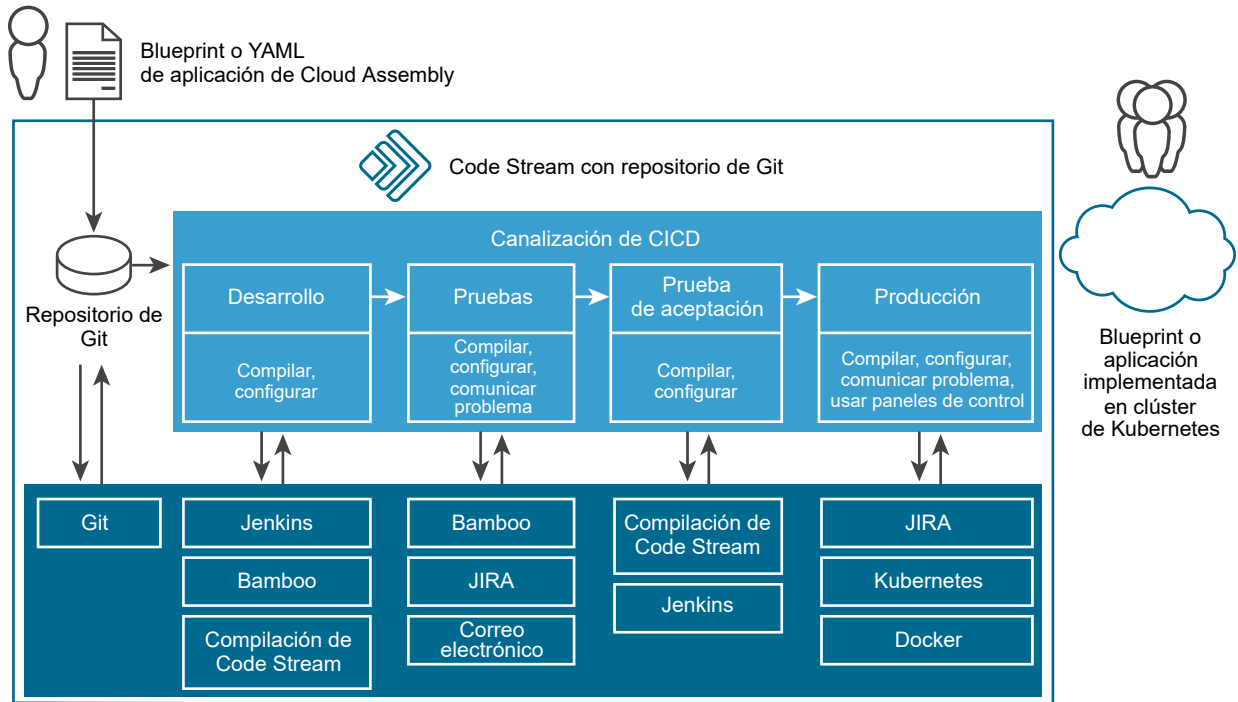 Blueprint o YAML
de aplicación de Cloud Assembly
Code Stream con repositorio de Git
Canalización de CICD
Repositorio de
Git
Desarrollo
Compilar,
configurar
Pruebas
Compilar,
configurar,
comunicar
problema
Prueba
de aceptación
Compilar,
configurar
Producción
Compilar, configurar,
comunicar problema,
usar paneles de control
Blueprint o
aplicación
implementada
en clúster
de Kubernetes
Git
Jenkins
Bamboo
Compilación de
Code Stream
Bamboo
JIRA
Correo
electrónico
Compilación de
Code Stream
Jenkins
JIRA
Kubernetes
Docker